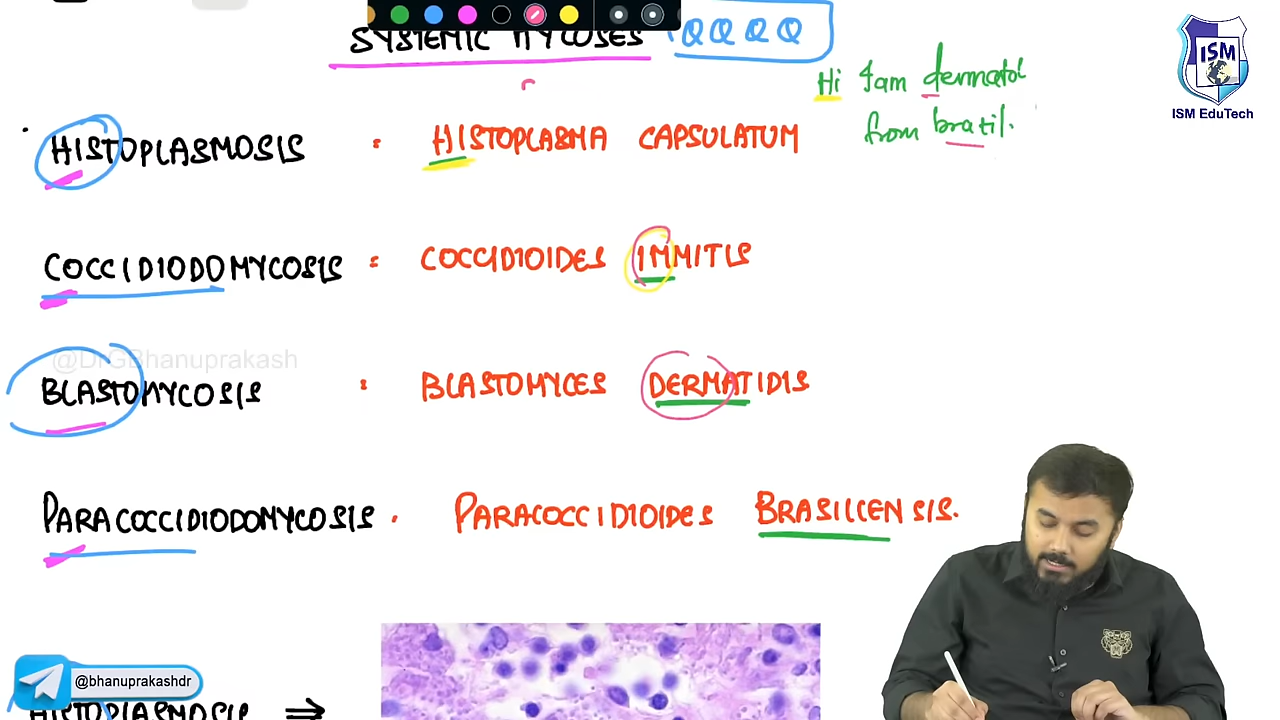 SYSTEMIC MYCOSES QQQQ
Hi I am dermatol
from brazil.
ISM
ISM EduTech
HISTOPLASMOSIS : HISTOPLASMA CAPSULATUM
COCCIDIODOMYCOSIS = COCCIDIOIDES IMMITIS
@DrGBhanuprakash
BLASTOMYCOSIS : BLASTOMYCES DERMATIDIS
PARACOCCIDIODOMYCOSIS . PARACOCCIDIOIDES BRASILIENSIS.
@bhanuprakashdr
HISTOPLASMOSIS ⇒